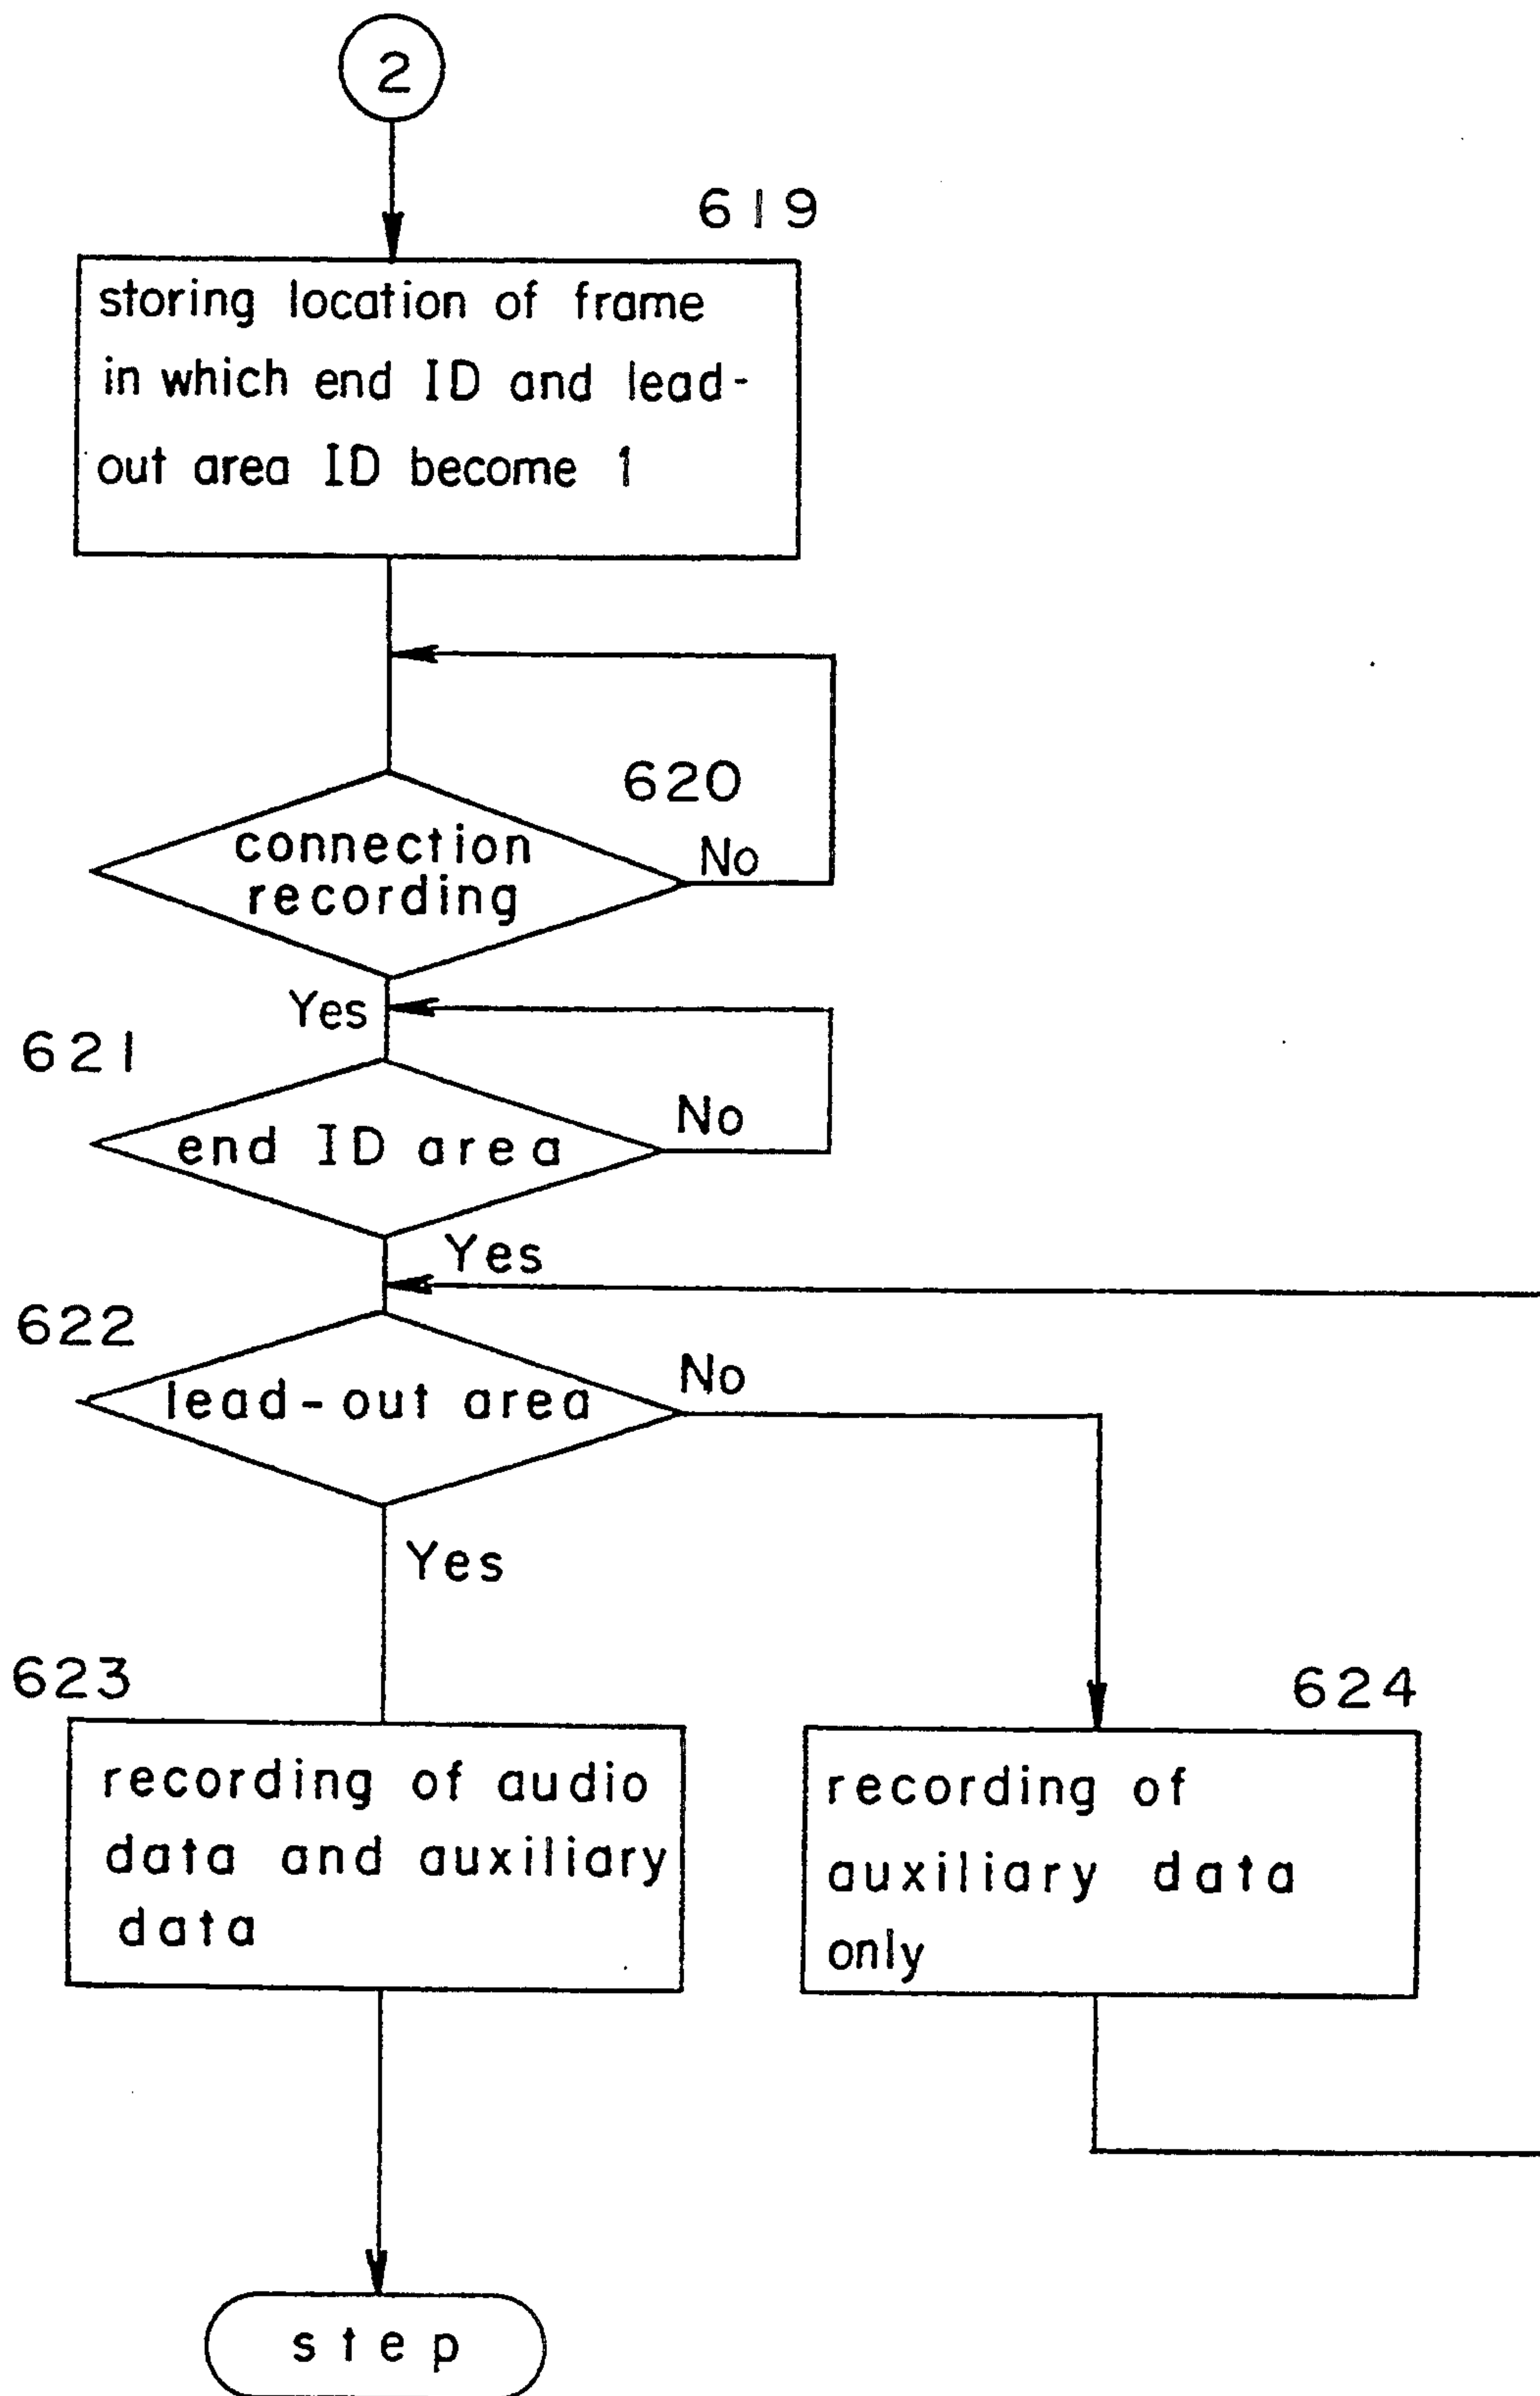 2
619
storing location of frame
in which end ID and lead-
out area ID become 1
620
connection
recording
No
Yes
621
end ID area
No
Yes
622
lead-out area
No
Yes
623
recording of audio
data and auxiliary
data
624
recording of
auxiliary data
only
step